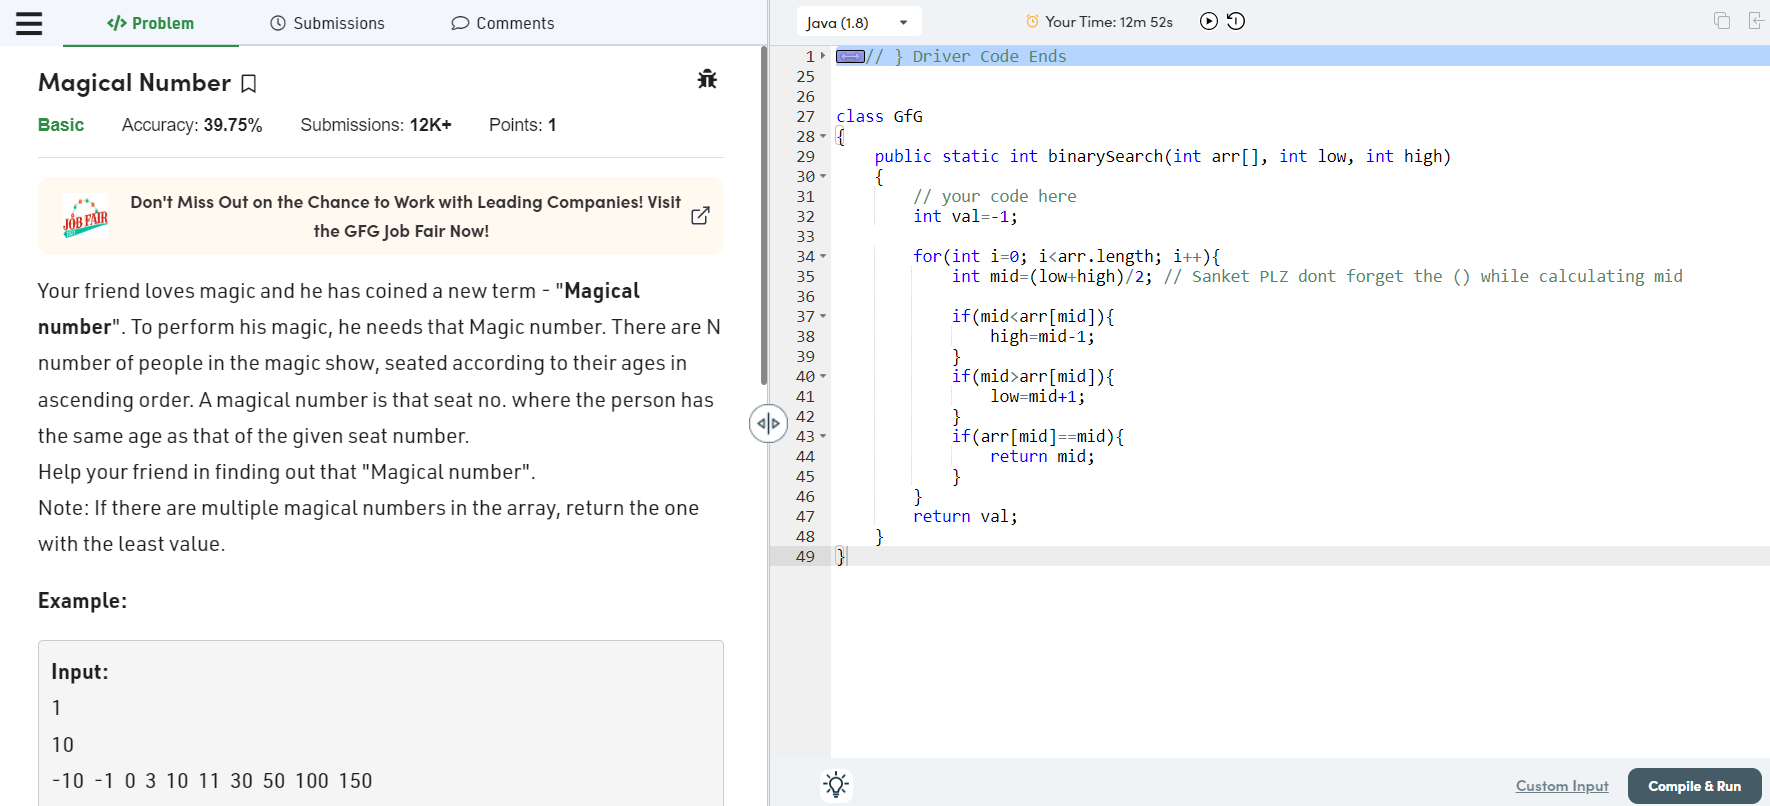 </> Problem
Submissions
Comments
Magical Number
Basic Accuracy: 39.75% Submissions: 12K+ Points: 1
JOB FAIR
Don't Miss Out on the Chance to Work with Leading Companies! Visit
the GFG Job Fair Now!
Your friend loves magic and he has coined a new term - "Magical
number". To perform his magic, he needs that Magic number. There are N
number of people in the magic show, seated according to their ages in
ascending order. A magical number is that seat no. where the person has
the same age as that of the given seat number.
Help your friend in finding out that "Magical number".
Note: If there are multiple magical numbers in the array, return the one
with the least value.
Example:
Input:
1
10
-10 -1 0 3 10 11 30 50 100 150
Java (1.8)
Your Time: 12m 52s
1 // } Driver Code Ends
25
26
27 class GfG
28 {
29 public static int binarySearch(int arr[], int low, int high)
30 {
31 // your code here
32 int val=-1;
33
34 for(int i=0; i<arr.length; i++){
35 int mid=(low+high)/2; // Sanket PLZ dont forget the () while calculating mid
36
37 if(mid<arr[mid]){
38 high=mid-1;
39 }
40 if(mid>arr[mid]){
41 low=mid+1;
42 }
43 if(arr[mid]==mid){
44 return mid;
45 }
46 }
47 return val;
48 }
49 }
Custom Input
Compile & Run